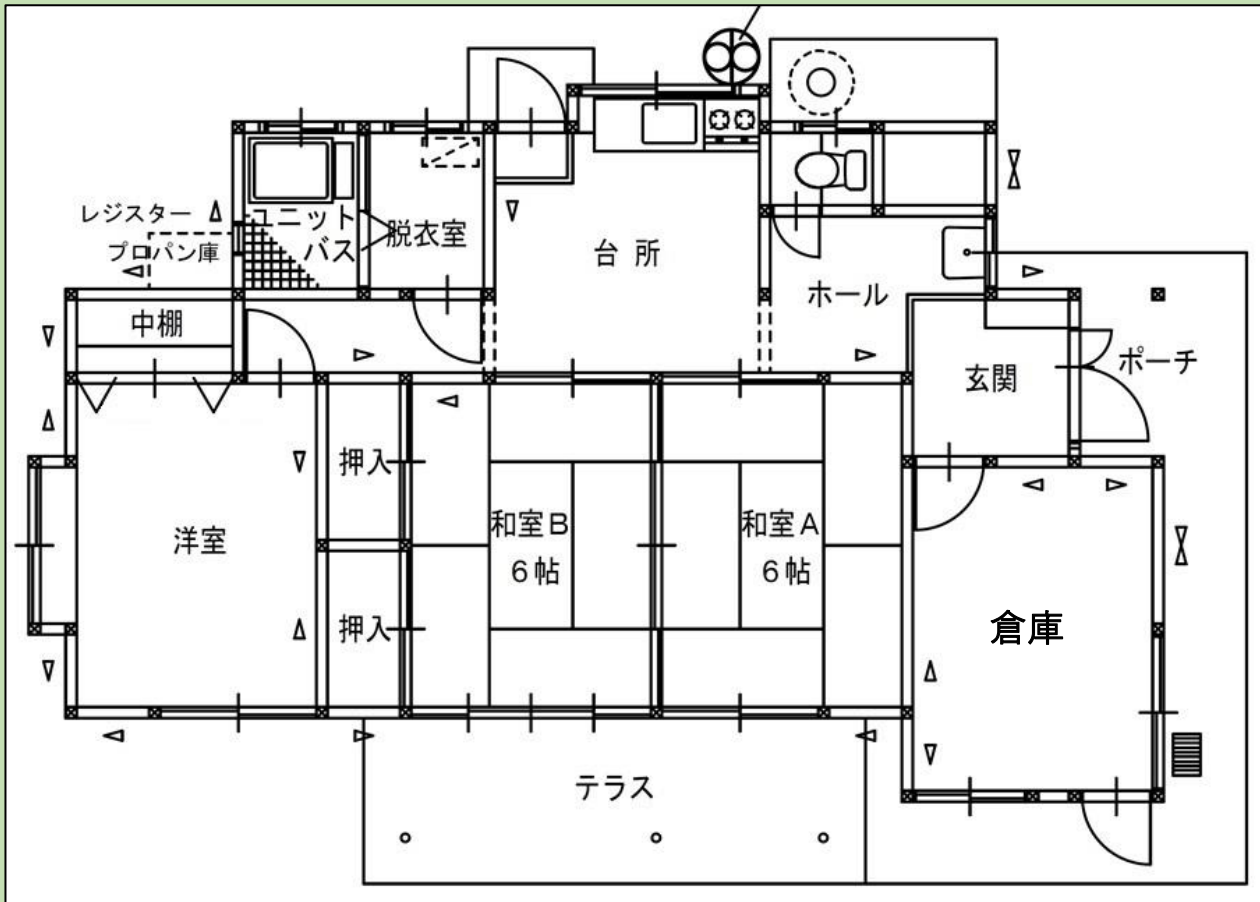 レジスター
プロパン庫
ユニット
バス
脱衣室
台所
ホール
中棚
玄関
ポーチ
押入
洋室
和室B
6帖
和室A
6帖
押入
倉庫
テラス